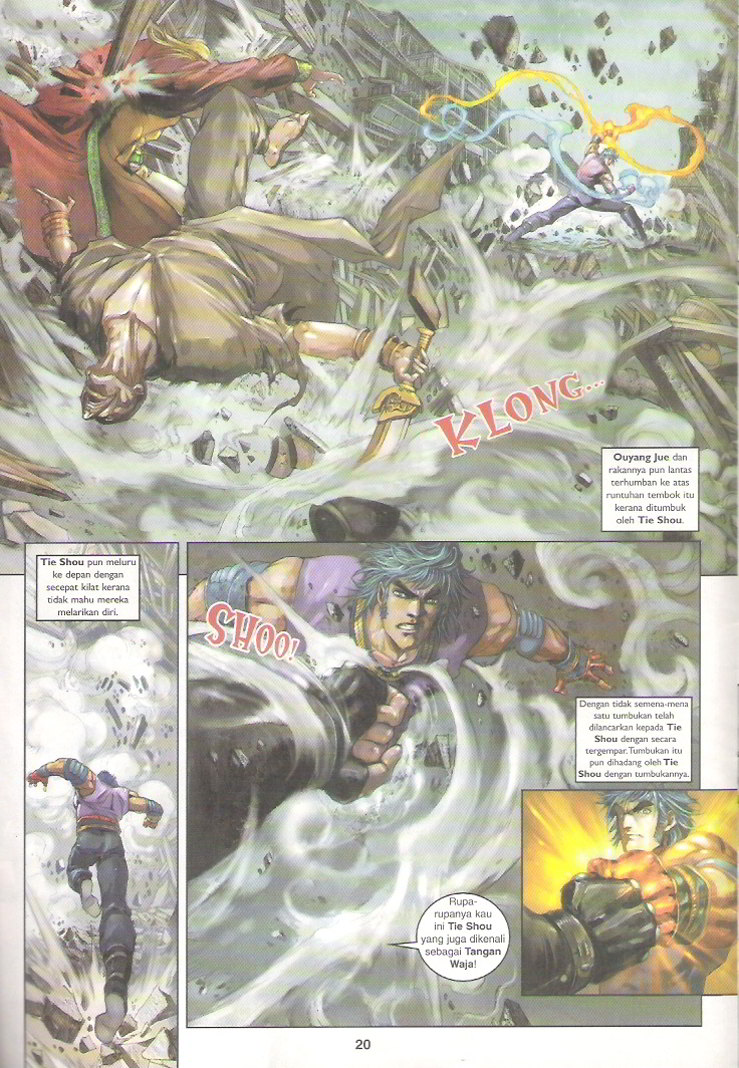 KLONG...
Ouyang Jue dan
rakannya pun lantas
terhumban ke atas
runtuhan tembok itu
kerana ditumbuk
oleh Tie Shou.
Tie Shou pun meluru
ke depan dengan
secepat kilat kerana
tidak mahu mereka
melarikan diri.
SHOO!
Dengan tidak semena-mena
satu tumbukan telah
dilancarkan kepada Tie
Shou dengan secara
tergempar. Tumbukan itu
pun dihadang oleh Tie
Shou dengan tumbukannya.
Rupa-
rupanya kau
ini Tie Shou
yang juga dikenali
sebagai Tangan
Waja!
20